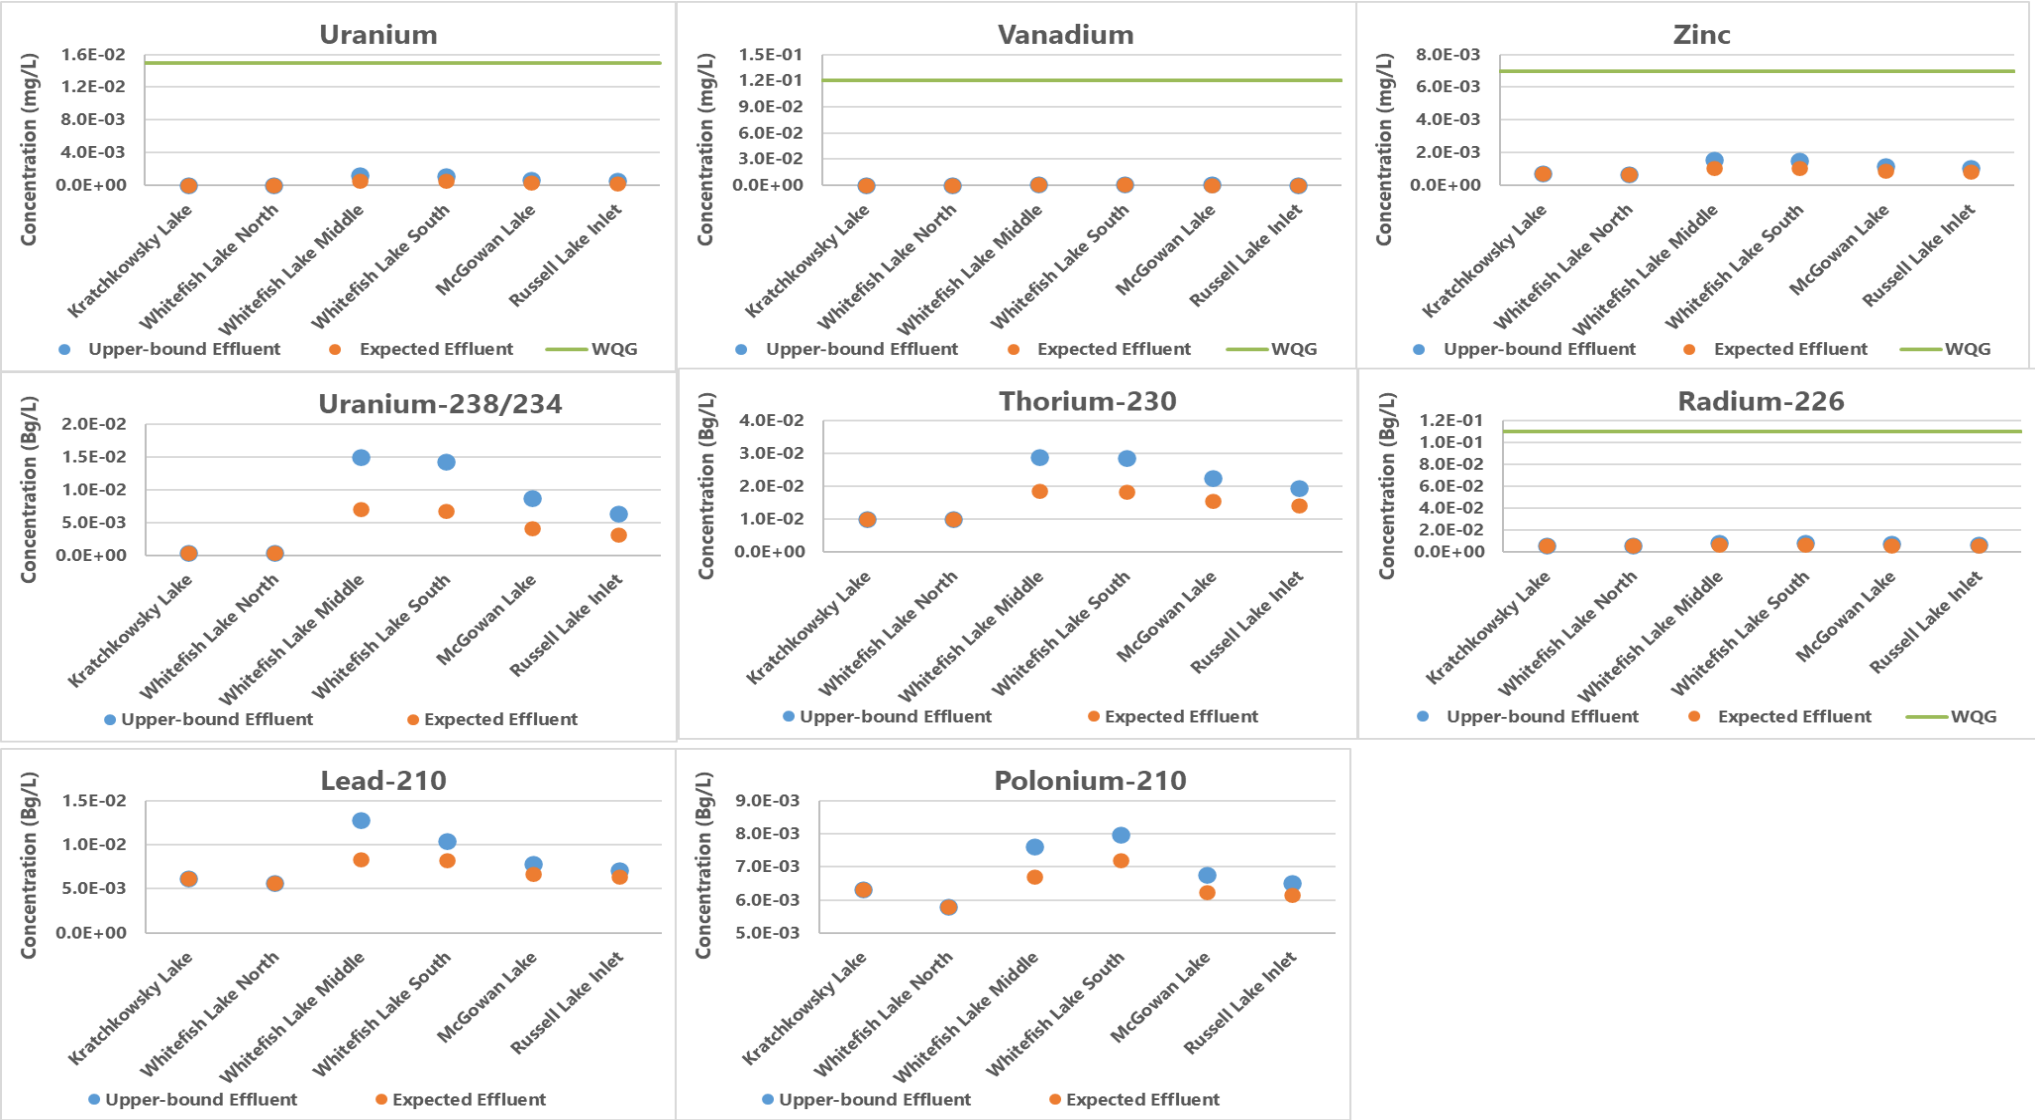 Uranium
Concentration (mg/L)
1.6E-02
1.2E-02
8.0E-03
4.0E-03
0.0E+00
Kratchkowsky Lake
Whitefish Lake North
Whitefish Lake Middle
Whitefish Lake South
McGowan Lake
Russell Lake Inlet
Upper-bound Effluent Expected Effluent WQG
Vanadium
Concentration (mg/L)
1.5E-01
1.2E-01
9.0E-02
6.0E-02
3.0E-02
0.0E+00
Kratchkowsky Lake
Whitefish Lake North
Whitefish Lake Middle
Whitefish Lake South
McGowan Lake
Russell Lake Inlet
Upper-bound Effluent Expected Effluent WQG
Zinc
Concentration (mg/L)
8.0E-03
6.0E-03
4.0E-03
2.0E-03
0.0E+00
Kratchkowsky Lake
Whitefish Lake North
Whitefish Lake Middle
Whitefish Lake South
McGowan Lake
Russell Lake Inlet
Upper-bound Effluent Expected Effluent WQG
Uranium-238/234
Concentration (Bg/L)
2.0E-02
1.5E-02
1.0E-02
5.0E-03
0.0E+00
Kratchkowsky Lake
Whitefish Lake North
Whitefish Lake Middle
Whitefish Lake South
McGowan Lake
Russell Lake Inlet
Upper-bound Effluent Expected Effluent
Thorium-230
Concentration (Bg/L)
4.0E-02
3.0E-02
2.0E-02
1.0E-02
0.0E+00
Kratchkowsky Lake
Whitefish Lake North
Whitefish Lake Middle
Whitefish Lake South
McGowan Lake
Russell Lake Inlet
Upper-bound Effluent Expected Effluent
Radium-226
Concentration (Bg/L)
1.2E-01
1.0E-01
8.0E-02
6.0E-02
4.0E-02
2.0E-02
0.0E+00
Kratchkowsky Lake
Whitefish Lake North
Whitefish Lake Middle
Whitefish Lake South
McGowan Lake
Russell Lake Inlet
Upper-bound Effluent Expected Effluent WQG
Lead-210
Concentration (Bg/L)
1.5E-02
1.0E-02
5.0E-03
0.0E+00
Kratchkowsky Lake
Whitefish Lake North
Whitefish Lake Middle
Whitefish Lake South
McGowan Lake
Russell Lake Inlet
Upper-bound Effluent Expected Effluent
Polonium-210
Concentration (Bg/L)
9.0E-03
8.0E-03
7.0E-03
6.0E-03
5.0E-03
Kratchkowsky Lake
Whitefish Lake North
Whitefish Lake Middle
Whitefish Lake South
McGowan Lake
Russell Lake Inlet
Upper-bound Effluent Expected Effluent